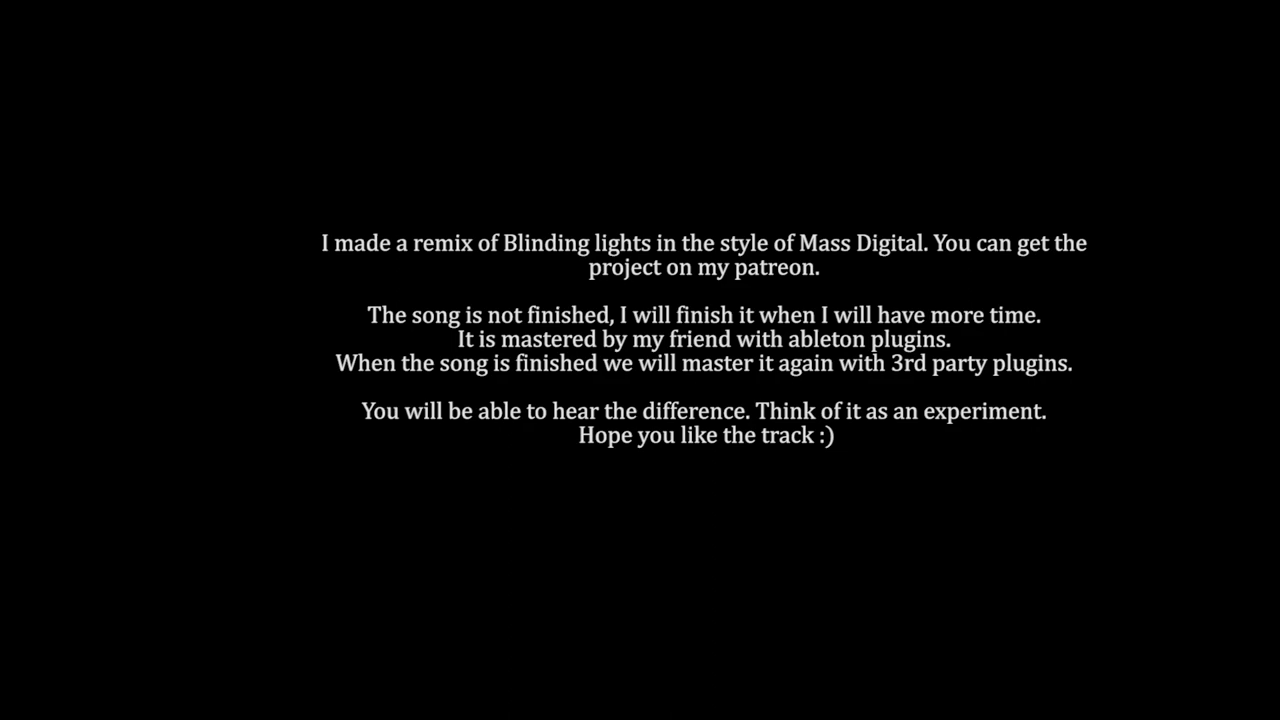 I made a remix of Blinding lights in the style of Mass Digital. You can get the
project on my patreon.
The song is not finished, I will finish it when I will have more time.
It is mastered by my friend with ableton plugins.
When the song is finished we will master it again with 3rd party plugins.
You will be able to hear the difference. Think of it as an experiment.
Hope you like the track :)